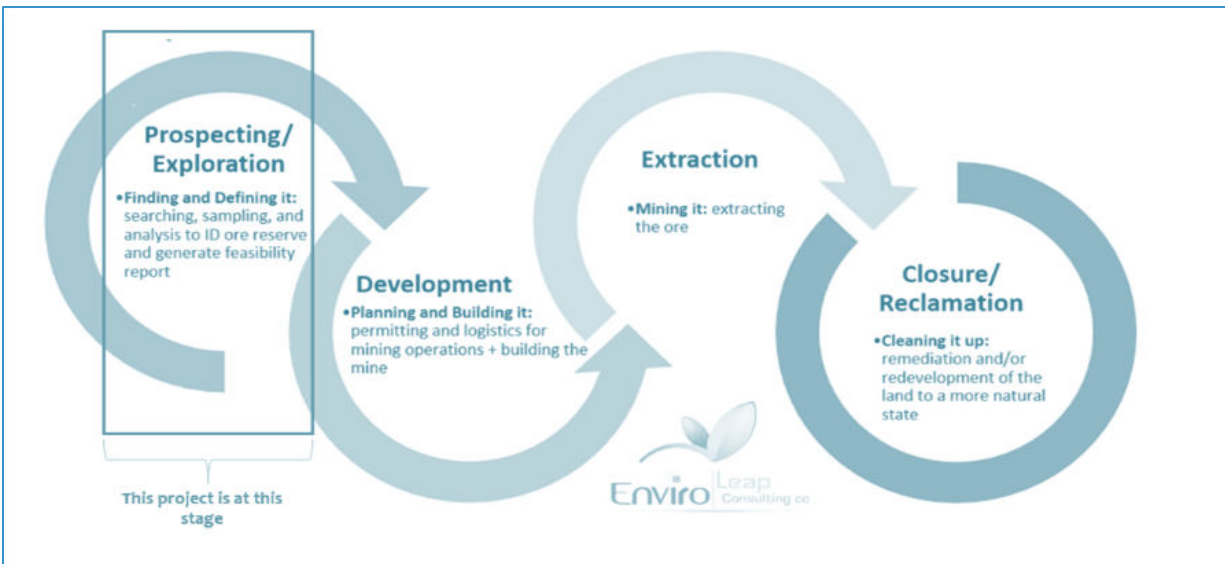 Prospecting/
Exploration
•Finding and Defining it:
searching, sampling, and
analysis to ID ore reserve
and generate feasibility
report
This project is at this
stage
Development
•Planning and Building it:
permitting and logistics for
mining operations + building the
mine
Extraction
•Mining it: extracting
the ore
Closure/
Reclamation
•Cleaning it up:
remediation and/or
redevelopment of the
land to a more natural
state
Enviro Leap
Consulting cc